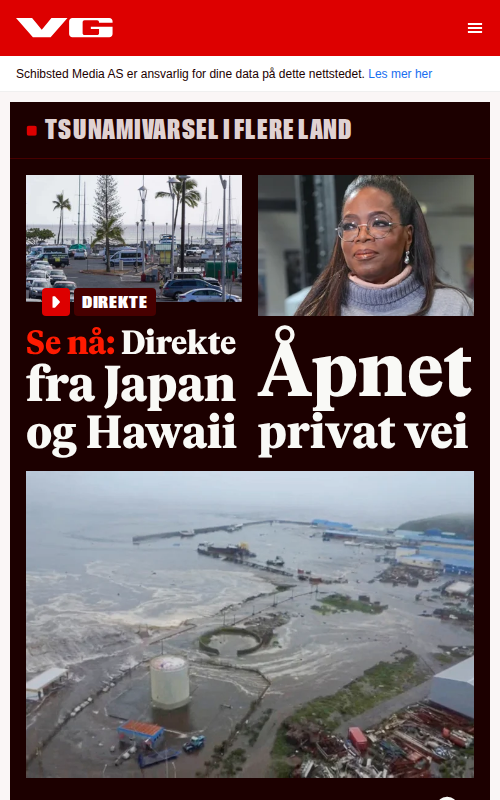 VG
Schibsted Media AS er ansvarlig for dine data på dette nettstedet. Les mer her
TSUNAMIVARSEL I FLERE LAND
DIREKTE
Se nå: Direkte
fra Japan
og Hawaii
Åpnet
privat vei